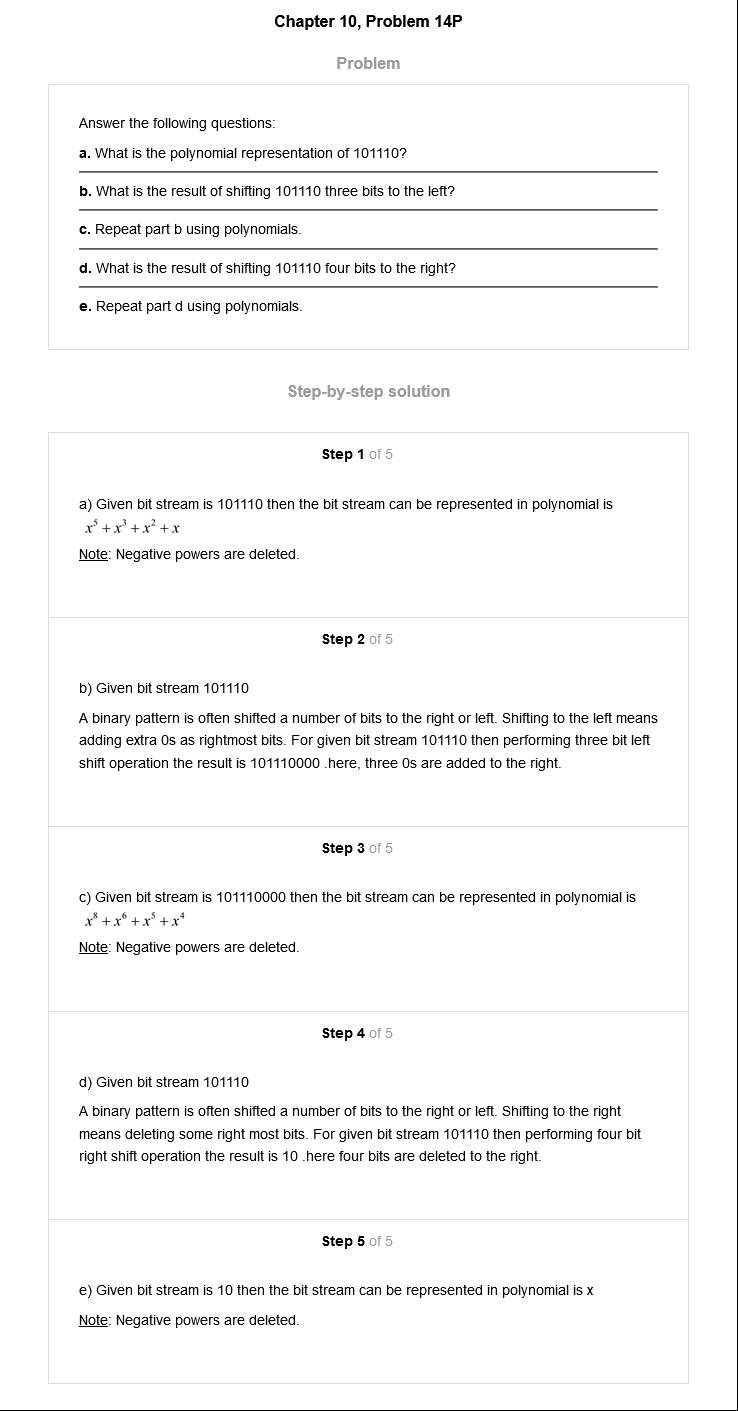 Chapter 10, Problem 14P
Problem
Answer the following questions:
a. What is the polynomial representation of 101110?
b. What is the result of shifting 101110 three bits to the left?
c. Repeat part b using polynomials.
d. What is the result of shifting 101110 four bits to the right?
e. Repeat part d using polynomials.
Step-by-step solution
Step 1 of 5
a) Given bit stream is 101110 then the bit stream can be represented in polynomial is
x⁵ + x³ + x² + x
Note: Negative powers are deleted.
Step 2 of 5
b) Given bit stream 101110
A binary pattern is often shifted a number of bits to the right or left. Shifting to the left means
adding extra 0s as rightmost bits. For given bit stream 101110 then performing three bit left
shift operation the result is 101110000 .here, three 0s are added to the right.
Step 3 of 5
c) Given bit stream is 101110000 then the bit stream can be represented in polynomial is
x⁸ + x⁶ + x⁵ + x⁴
Note: Negative powers are deleted.
Step 4 of 5
d) Given bit stream 101110
A binary pattern is often shifted a number of bits to the right or left. Shifting to the right
means deleting some right most bits. For given bit stream 101110 then performing four bit
right shift operation the result is 10 .here four bits are deleted to the right.
Step 5 of 5
e) Given bit stream is 10 then the bit stream can be represented in polynomial is x
Note: Negative powers are deleted.